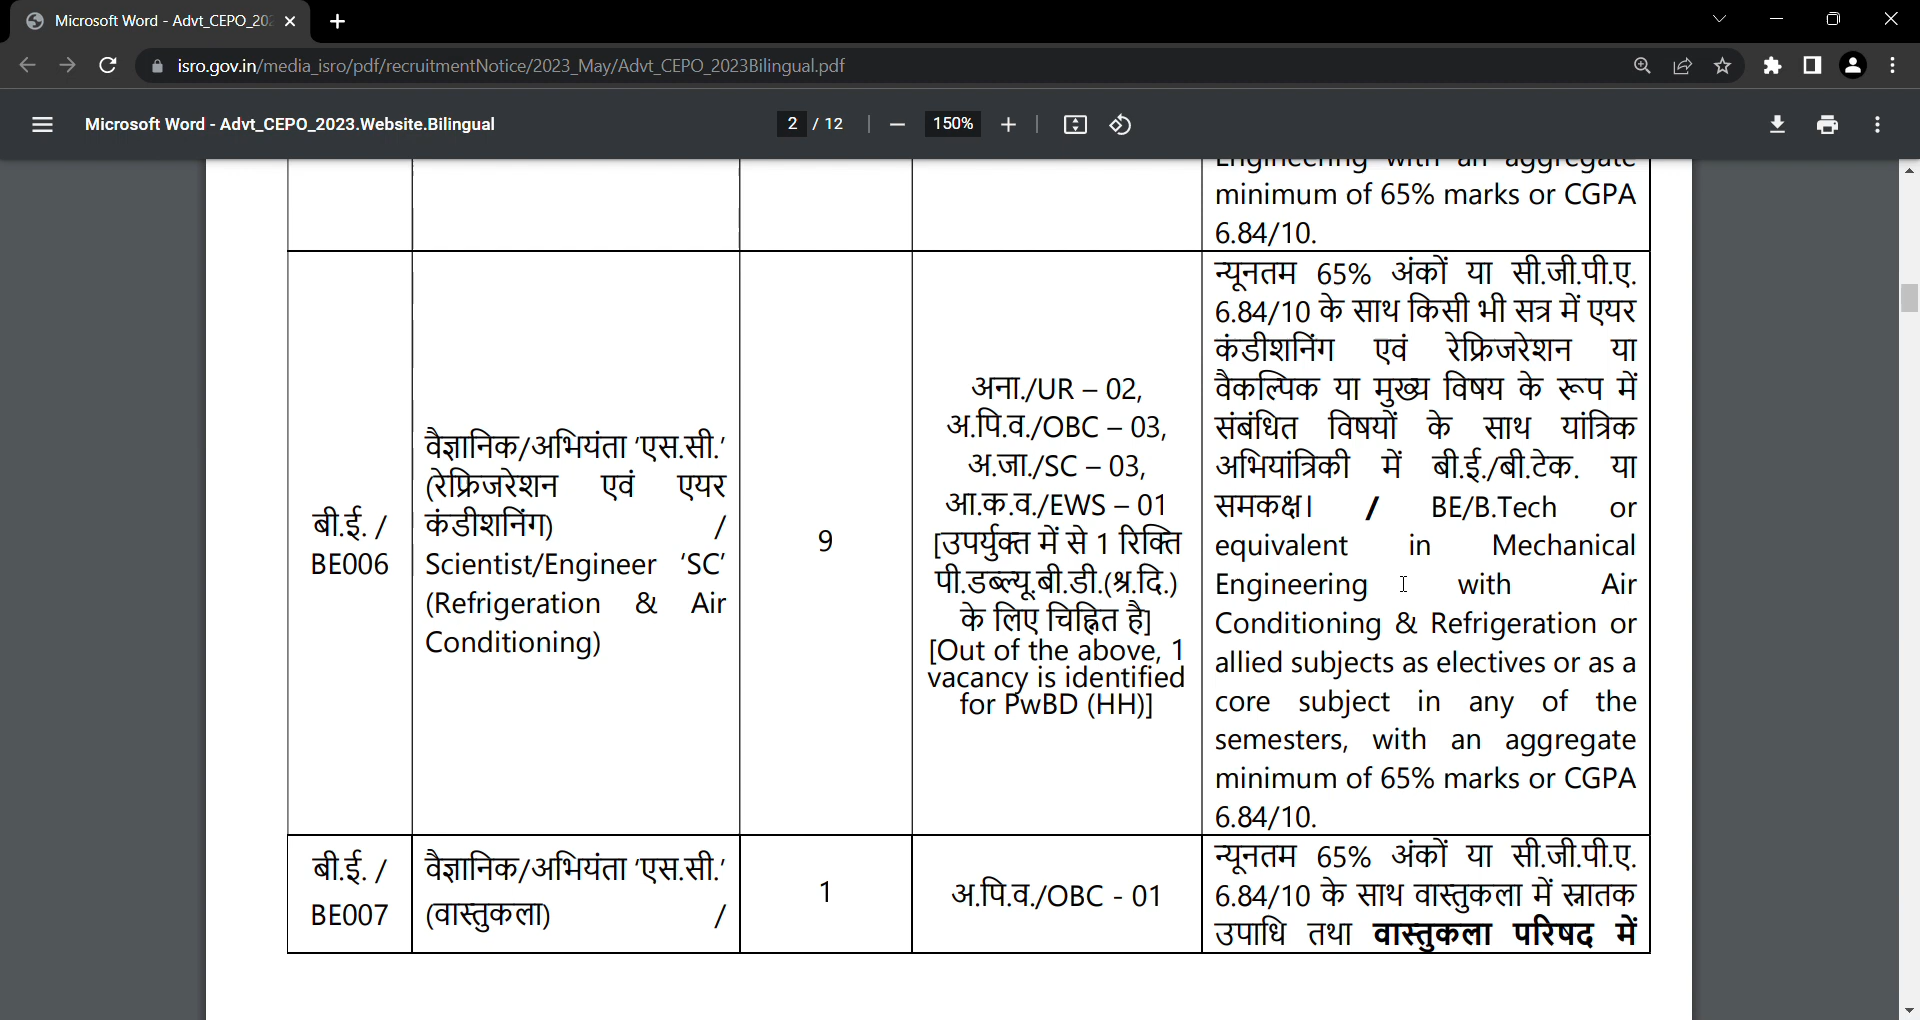 Microsoft Word - Advt_CEPO_202
isro.gov.in/media_isro/pdf/recruitmentNotice/2023_May/Advt_CEPO_2023Bilingual.pdf
Microsoft Word - Advt_CEPO_2023.Website.Bilingual
2 / 12
150%
Engineering with an aggregate
minimum of 65% marks or CGPA
6.84/10.
बी.ई. /
BE006
वैज्ञानिक/अभियंता ‘एस.सी.’
(रेफ्रिजरेशन एवं एयर
कंडीशनिंग) /
Scientist/Engineer ‘SC’
(Refrigeration & Air
Conditioning)
9
अना./UR – 02,
अ.पि.व./OBC – 03,
अ.जा./SC – 03,
आ.क.व./EWS – 01
[उपर्युक्त में से 1 रिक्ति
पी.डब्ल्यू.बी.डी.(श्र.दि.)
के लिए चिह्नित है]
[Out of the above, 1
vacancy is identified
for PwBD (HH)]
न्यूनतम 65% अंकों या सी.जी.पी.ए.
6.84/10 के साथ किसी भी सत्र में एयर
कंडीशनिंग एवं रेफ्रिजरेशन या
वैकल्पिक या मुख्य विषय के रूप में
संबंधित विषयों के साथ यांत्रिक
अभियांत्रिकी में बी.ई./बी.टेक. या
समकक्ष। / BE/B.Tech or
equivalent in Mechanical
Engineering with Air
Conditioning & Refrigeration or
allied subjects as electives or as a
core subject in any of the
semesters, with an aggregate
minimum of 65% marks or CGPA
6.84/10.
बी.ई. /
BE007
वैज्ञानिक/अभियंता ‘एस.सी.’
(वास्तुकला) /
1
अ.पि.व./OBC - 01
न्यूनतम 65% अंकों या सी.जी.पी.ए.
6.84/10 के साथ वास्तुकला में स्नातक
उपाधि तथा वास्तुकला परिषद में